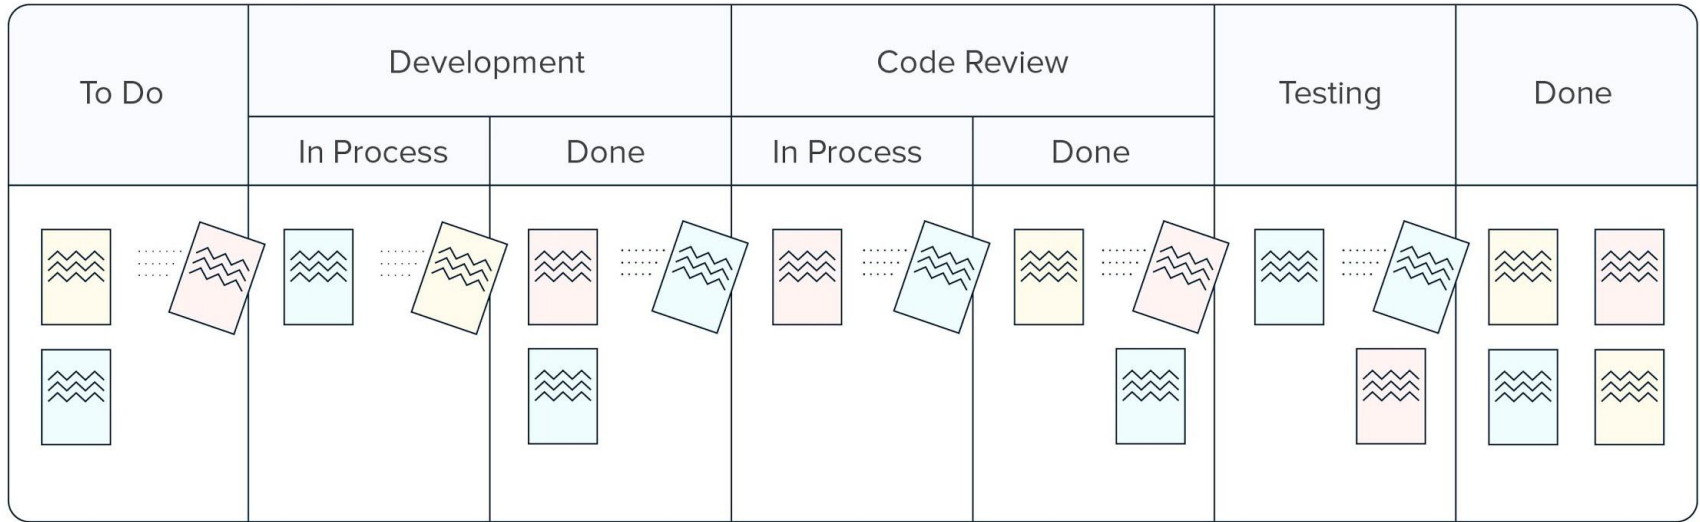 To Do
Development
Code Review
Testing
Done
In Process
Done
In Process
Done